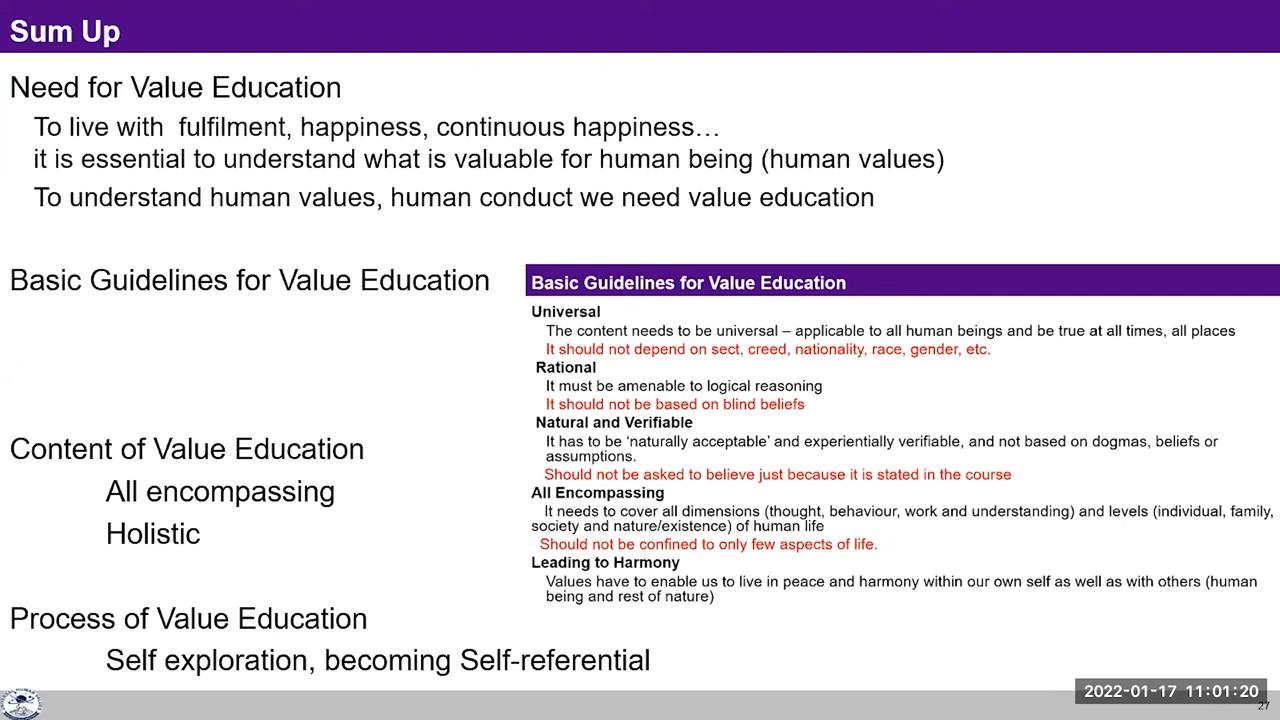 Sum Up
Need for Value Education
To live with fulfilment, happiness, continuous happiness…
it is essential to understand what is valuable for human being (human values)
To understand human values, human conduct we need value education
Basic Guidelines for Value Education
Basic Guidelines for Value Education
Universal
The content needs to be universal – applicable to all human beings and be true at all times, all places
It should not depend on sect, creed, nationality, race, gender, etc.
Rational
It must be amenable to logical reasoning
It should not be based on blind beliefs
Natural and Verifiable
It has to be ‘naturally acceptable’ and experientially verifiable, and not based on dogmas, beliefs or
assumptions.
Should not be asked to believe just because it is stated in the course
All Encompassing
It needs to cover all dimensions (thought, behaviour, work and understanding) and levels (individual, family,
society and nature/existence) of human life
Should not be confined to only few aspects of life.
Leading to Harmony
Values have to enable us to live in peace and harmony within our own self as well as with others (human
being and rest of nature)
Content of Value Education
All encompassing
Holistic
Process of Value Education
Self exploration, becoming Self-referential
2022-01-17 11:01:20
27